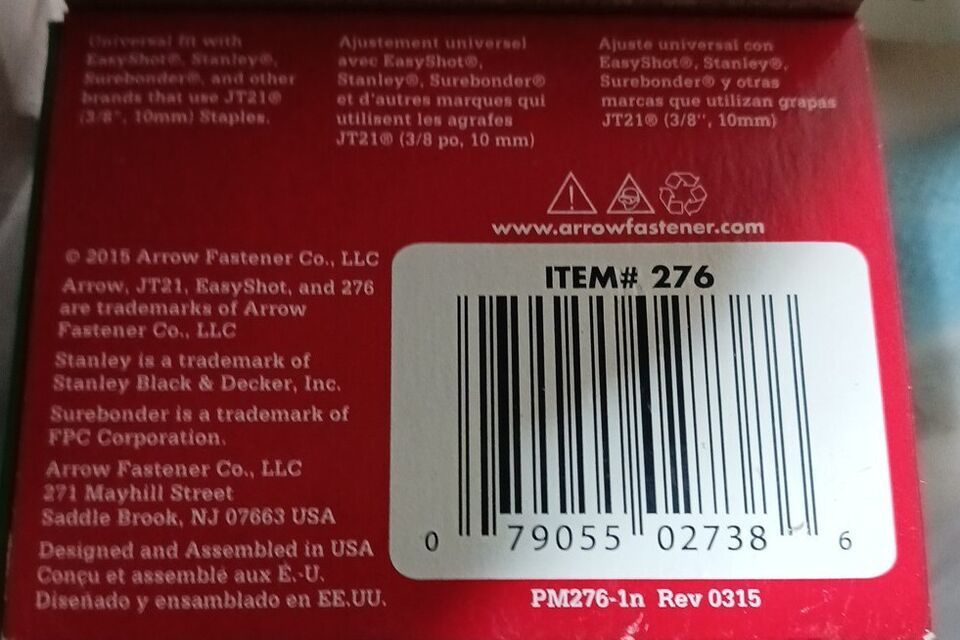 Universal fit with
EasyShot®, Stanley®,
Surebonder®, and other
brands that use JT21®
(3/8", 10mm) Staples.
Ajustement universel
avec EasyShot®,
Stanley®, Surebonder®
et d'autres marques qui
utilisent les agrafes
JT21® (3/8 po, 10 mm)
Ajuste universal con
EasyShot®, Stanley®,
Surebonder® y otras
marcas que utilizan grapas
JT21® (3/8", 10mm)
www.arrowfastener.com
© 2015 Arrow Fastener Co., LLC
Arrow, JT21, EasyShot, and 276
are trademarks of Arrow
Fastener Co., LLC
Stanley is a trademark of
Stanley Black & Decker, Inc.
Surebonder is a trademark of
FPC Corporation.
Arrow Fastener Co., LLC
271 Mayhill Street
Saddle Brook, NJ 07663 USA
Designed and Assembled in USA
Conçu et assemblé aux É.-U.
Diseñado y ensamblado en EE.UU.
ITEM# 276
0 79055 02738 6
PM276-1n Rev 0315